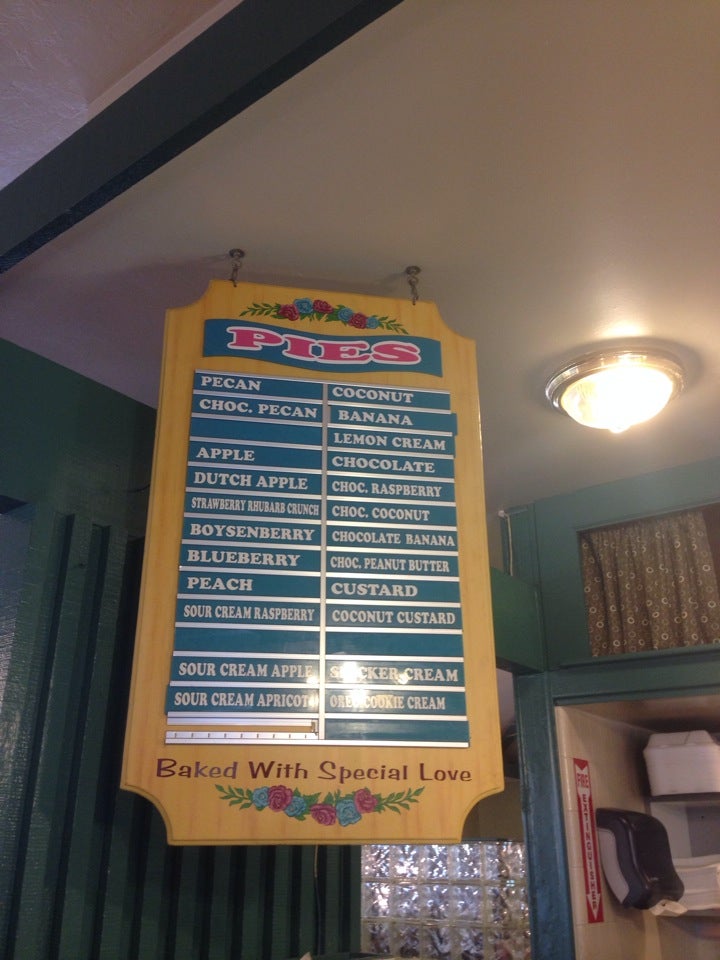 PIES
PECAN
CHOC. PECAN
APPLE
DUTCH APPLE
STRAWBERRY RHUBARB CRUNCH
BOYSENBERRY
BLUEBERRY
PEACH
SOUR CREAM RASPBERRY
SOUR CREAM APPLE
SOUR CREAM APRICOT
COCONUT
BANANA
LEMON CREAM
CHOCOLATE
CHOC. RASPBERRY
CHOC. COCONUT
CHOCOLATE BANANA
CHOC. PEANUT BUTTER
CUSTARD
COCONUT CUSTARD
CREAM
OREO COOKIE CREAM
Baked With Special Love
FIRE EXTINGUISHER